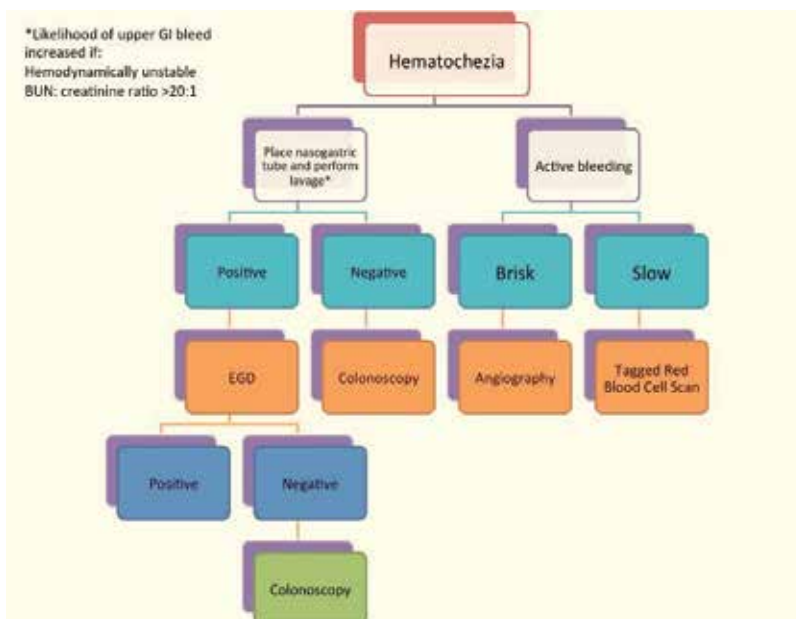 *Likelihood of upper GI bleed
increased if:
Hemodynamically unstable
BUN: creatinine ratio >20:1
Hematochezia
Place nasogastric
tube and perform
lavage*
Active bleeding
Positive
Negative
Brisk
Slow
EGD
Colonoscopy
Angiography
Tagged Red
Blood Cell Scan
Positive
Negative
Colonoscopy